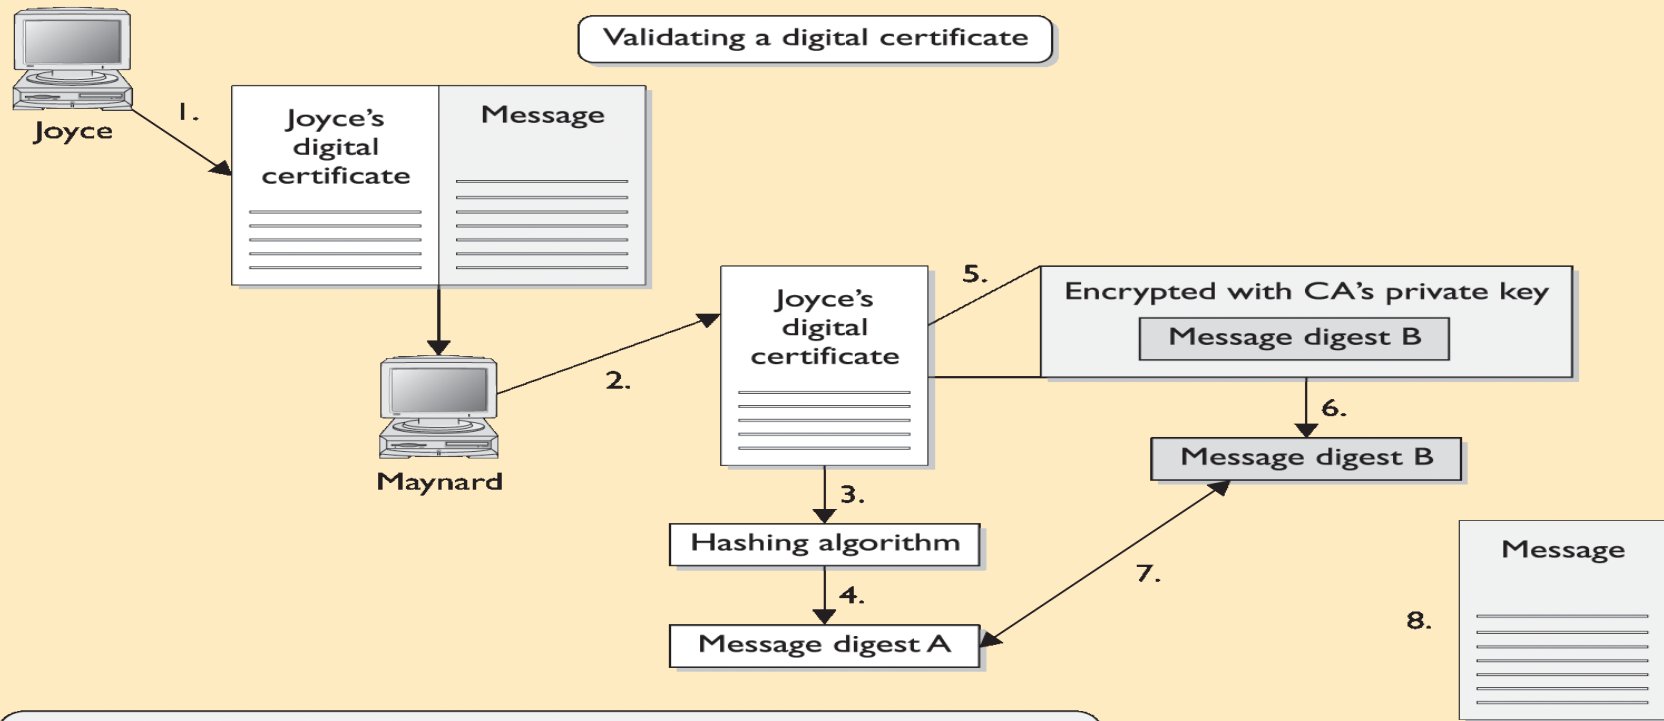 Validating a digital certificate
Joyce
1.
Joyce's
digital
certificate
Message
Maynard
2.
Joyce's
digital
certificate
3.
Hashing algorithm
4.
Message digest A
5.
Encrypted with CA's private key
Message digest B
6.
Message digest B
7.
8.
Message